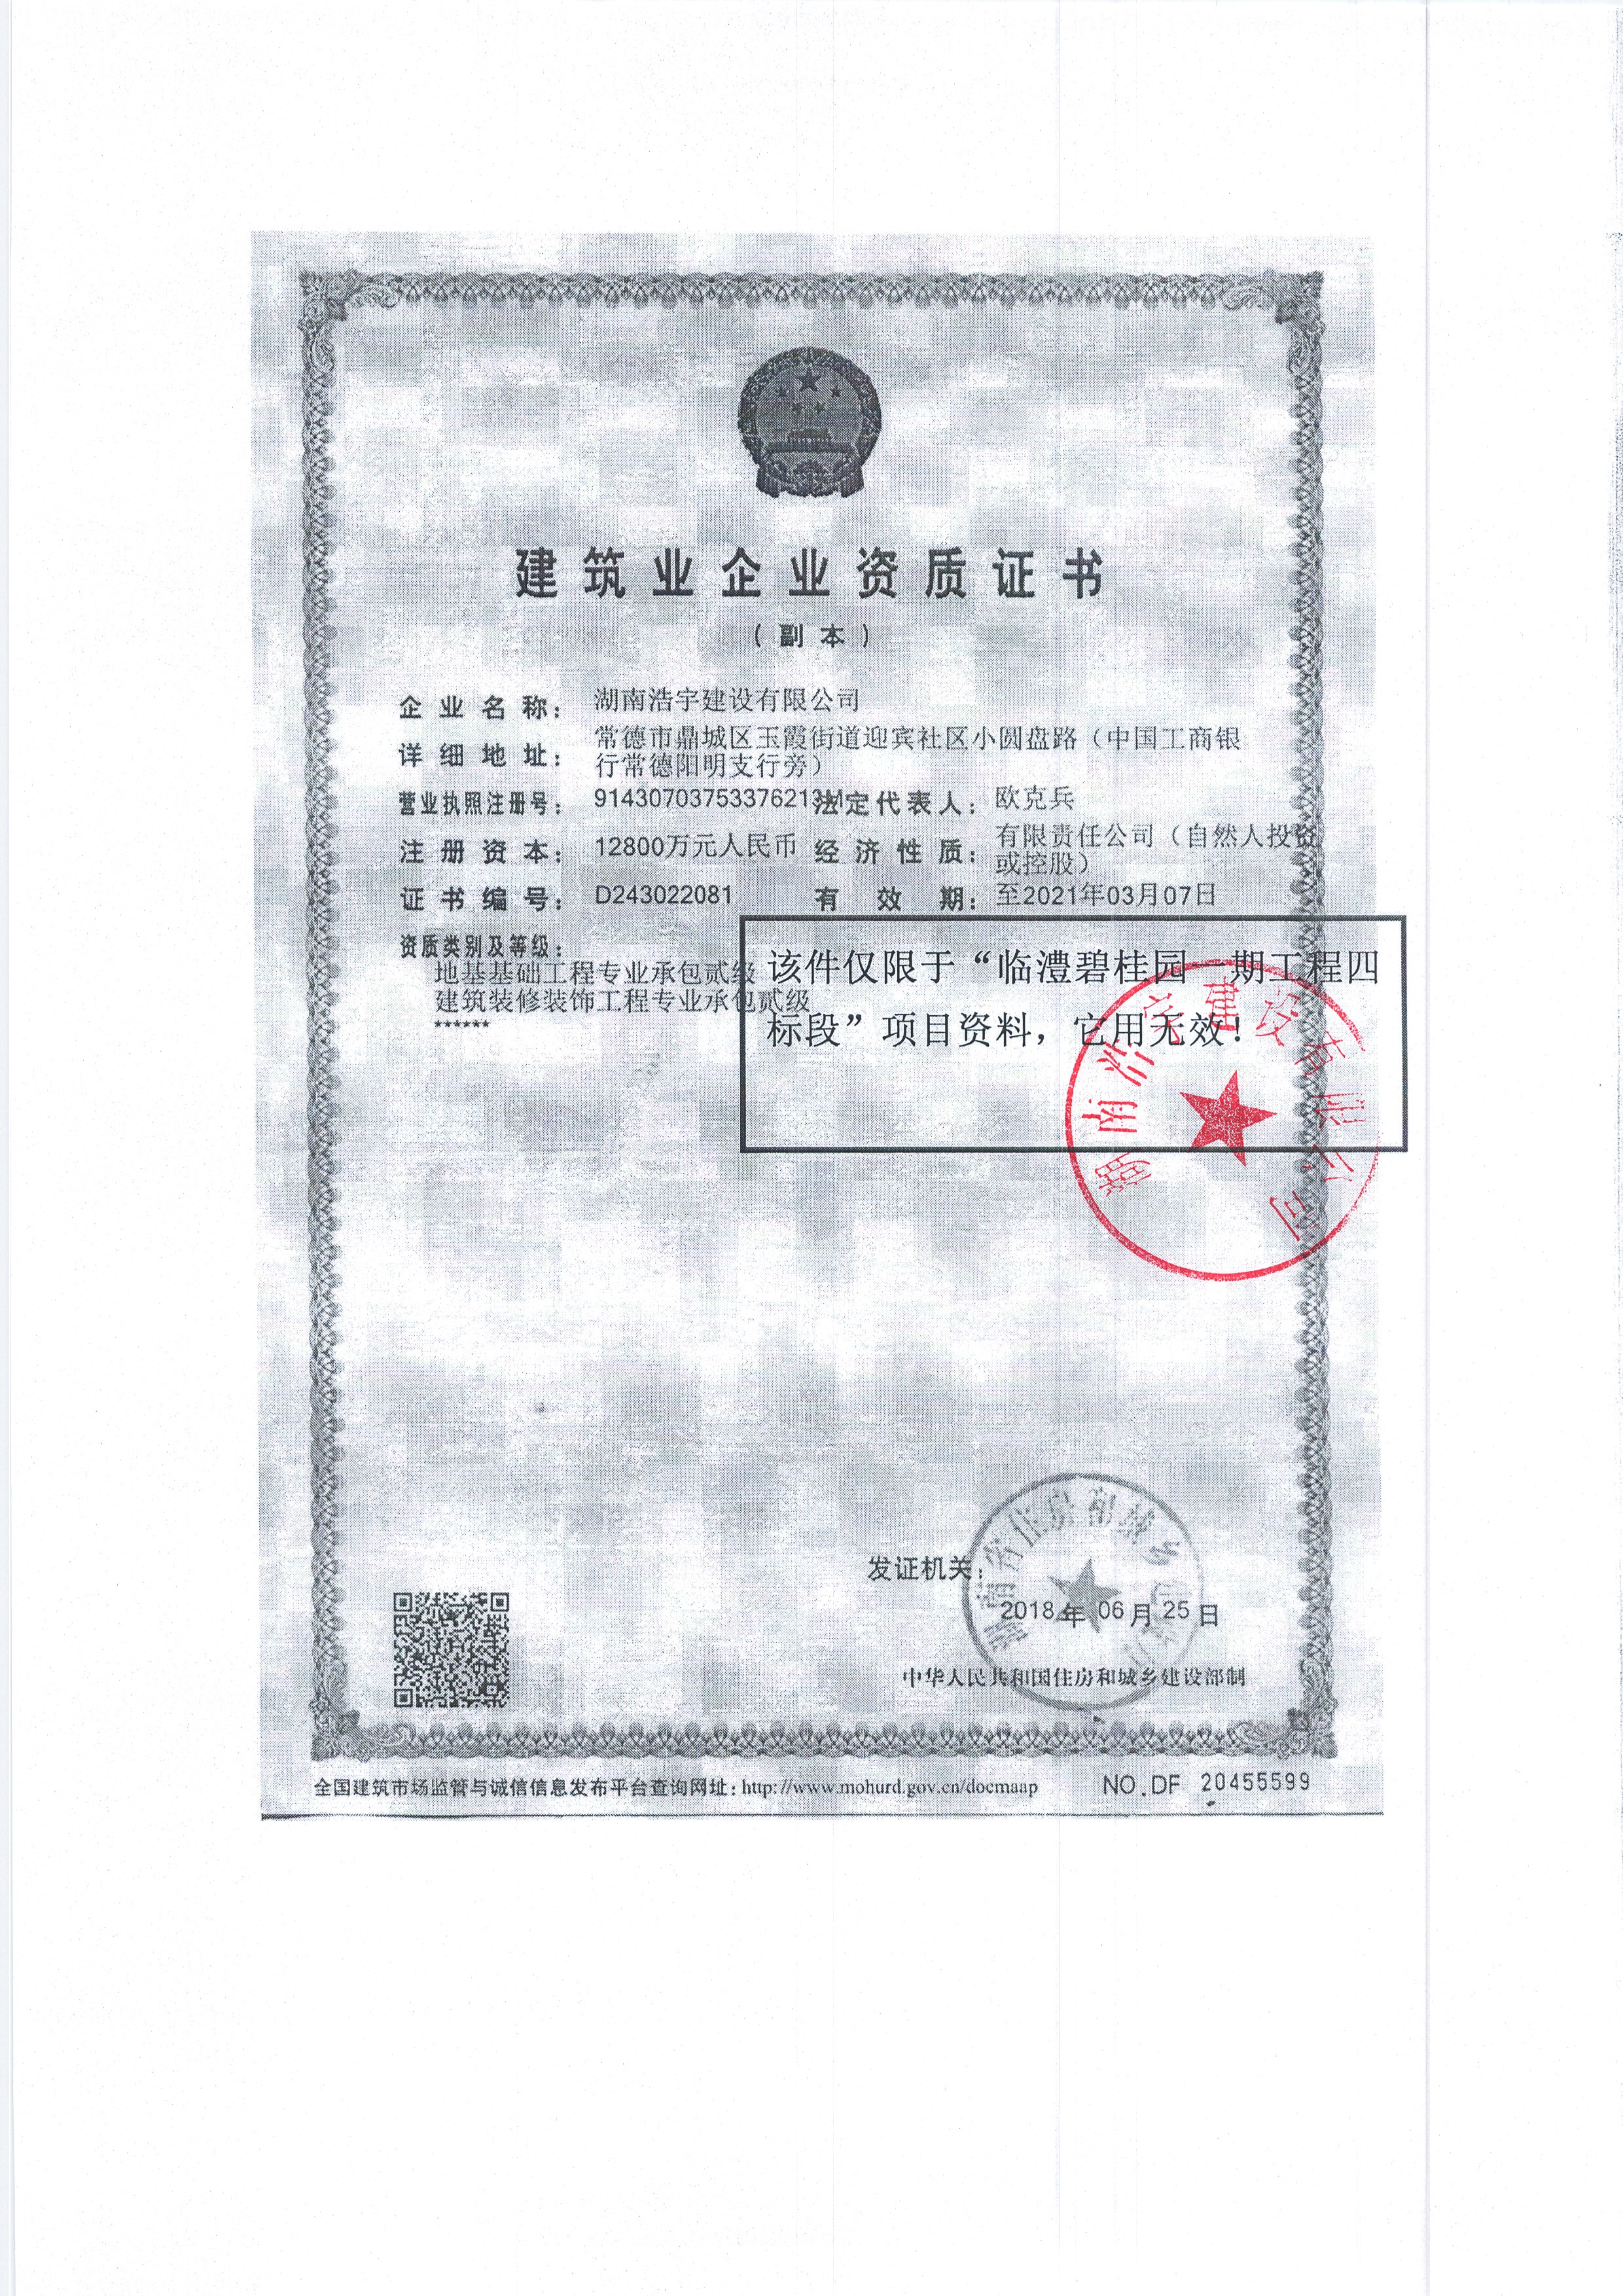 建筑业企业资质证书
（副本）
企业名称： 湖南浩宇建设有限公司
详细地址： 常德市鼎城区玉霞街道迎宾社区小圆盘路（中国工商银
行常德阳明支行旁）
营业执照注册号： 法定代表人： 欧克兵
注册资本： 12800万元人民币 经济性质： 有限责任公司（自然人投资
或控股）
证书编号： D243022081 有效期： 至2021年03月07日
资质类别及等级：
地基基础工程专业承包贰级
建筑装修装饰工程专业承包贰级
******
该件仅限于“临澧碧桂园一期工程四
标段”项目资料，它用无效！
湖南浩宇建设有限公司
发证机关：
2018年06月25日
中华人民共和国住房和城乡建设部制
全国建筑市场监管与诚信信息发布平台查询网址：http://www.mohurd.gov.cn/docmaap NO.DF 20455599